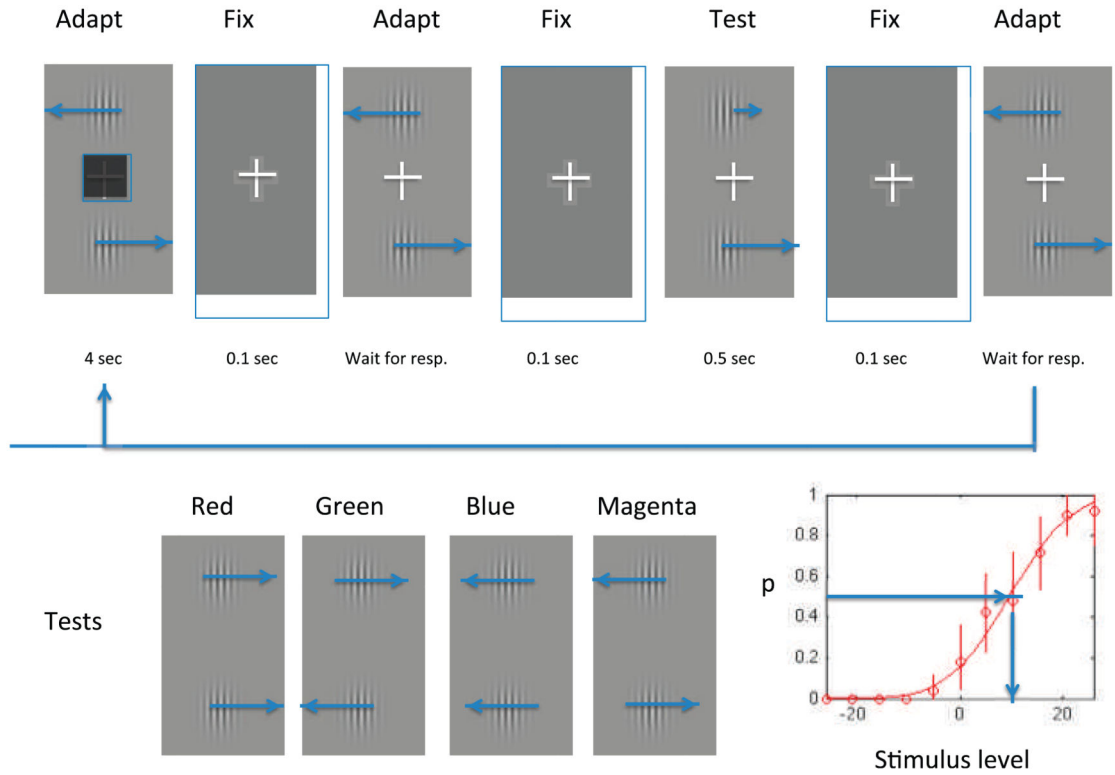 Adapt Fix Adapt Fix Test Fix Adapt
4 sec 0.1 sec Wait for resp. 0.1 sec 0.5 sec 0.1 sec Wait for resp.
Red Green Blue Magenta
Tests
p
1
0.8
0.6
0.4
0.2
0
-20 0 20
Stimulus level